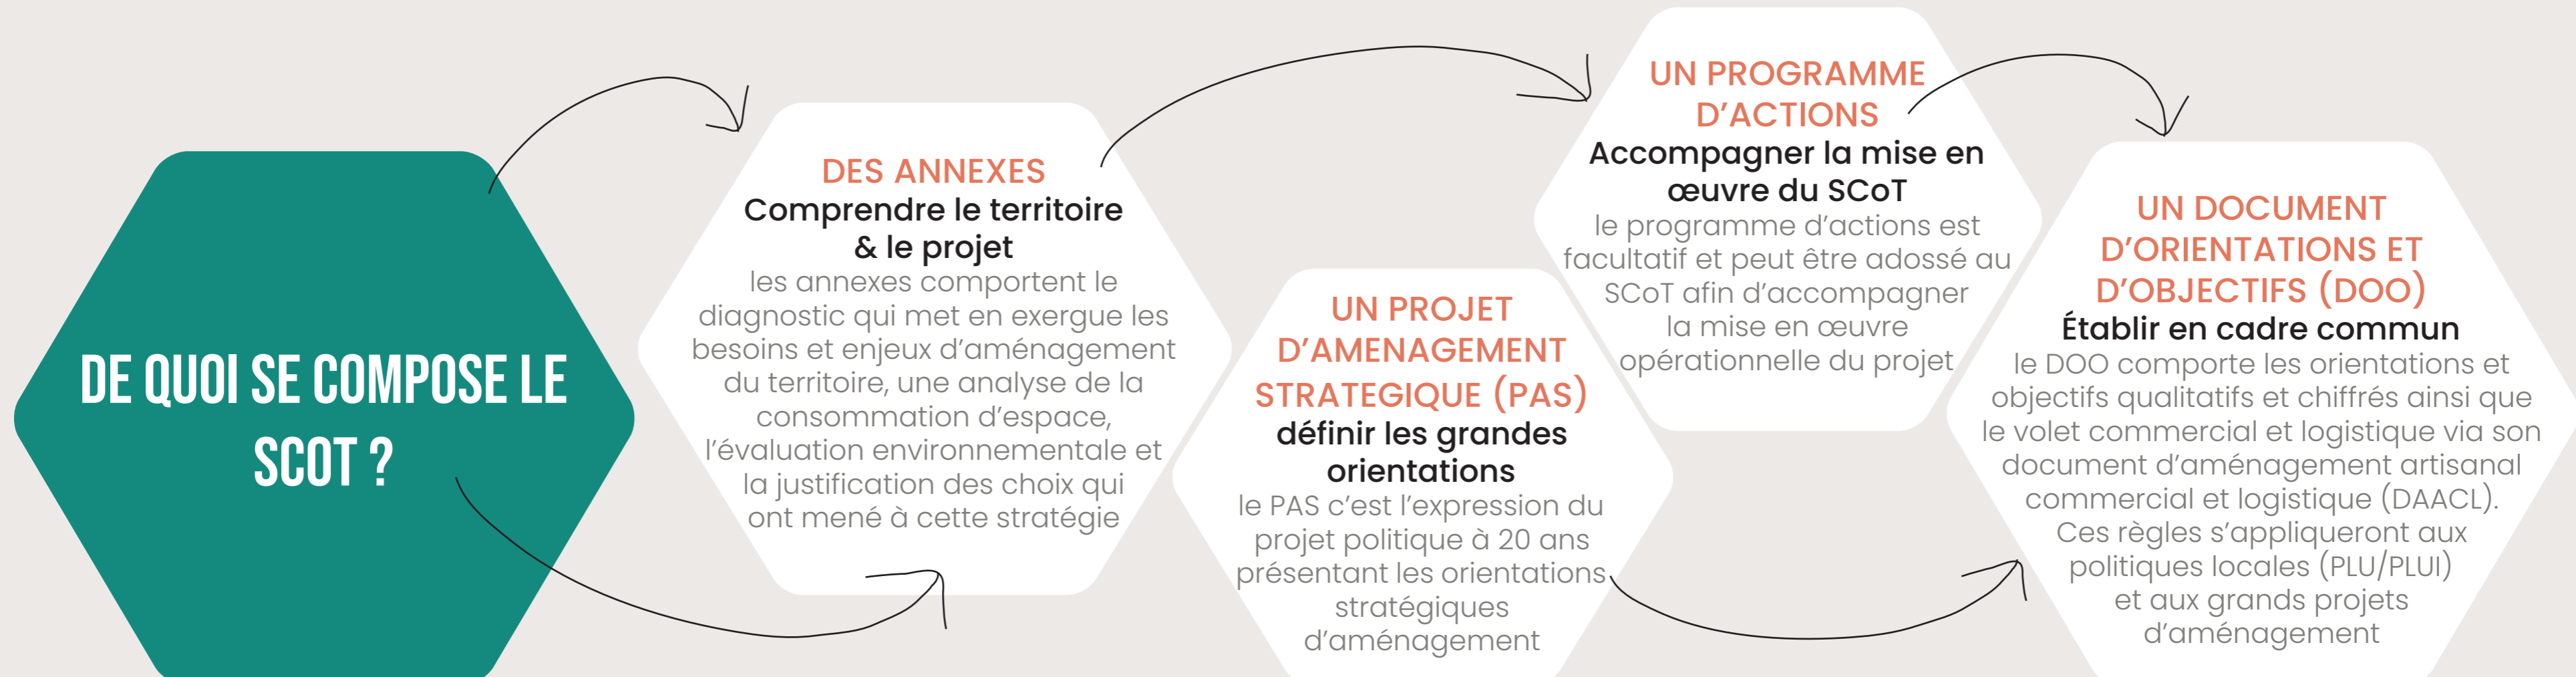 DE QUOI SE COMPOSE LE
SCOT ?
DES ANNEXES
Comprendre le territoire
& le projet
les annexes comportent le
diagnostic qui met en exergue les
besoins et enjeux d’aménagement
du territoire, une analyse de la
consommation d’espace,
l’évaluation environnementale et
la justification des choix qui
ont mené à cette stratégie
UN PROJET
D’AMENAGEMENT
STRATEGIQUE (PAS)
définir les grandes
orientations
le PAS c’est l’expression du
projet politique à 20 ans
présentant les orientations
stratégiques
d’aménagement
UN PROGRAMME
D’ACTIONS
Accompagner la mise en
œuvre du SCoT
le programme d’actions est
facultatif et peut être adossé au
SCoT afin d’accompagner
la mise en œuvre
opérationnelle du projet
UN DOCUMENT
D’ORIENTATIONS ET
D’OBJECTIFS (DOO)
Établir en cadre commun
le DOO comporte les orientations et
objectifs qualitatifs et chiffrés ainsi que
le volet commercial et logistique via son
document d’aménagement artisanal
commercial et logistique (DAACL).
Ces règles s’appliqueront aux
politiques locales (PLU/PLUI)
et aux grands projets
d’aménagement